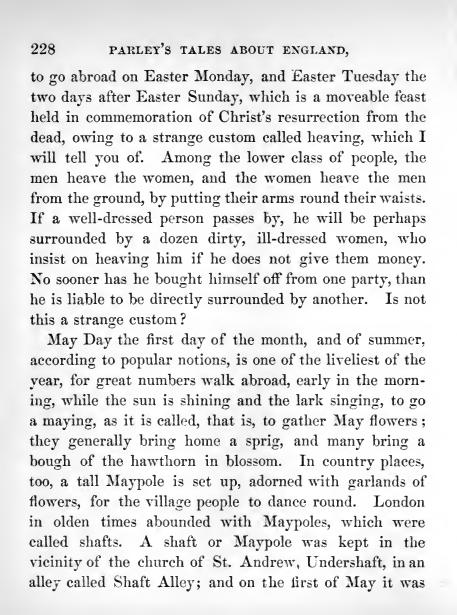 228 PARLEY'S TALES ABOUT ENGLAND,
to go abroad on Easter Monday, and Easter Tuesday the
two days after Easter Sunday, which is a moveable feast
held in commemoration of Christ's resurrection from the
dead, owing to a strange custom called heaving, which I
will tell you of. Among the lower class of people, the
men heave the women, and the women heave the men
from the ground, by putting their arms round their waists.
If a well-dressed person passes by, he will be perhaps
surrounded by a dozen dirty, ill-dressed women, who
insist on heaving him if he does not give them money.
No sooner has he bought himself off from one party, than
he is liable to be directly surrounded by another. Is not
this a strange custom?
May Day the first day of the month, and of summer,
according to popular notions, is one of the liveliest of the
year, for great numbers walk abroad, early in the morn-
ing, while the sun is shining and the lark singing, to go
a maying, as it is called, that is, to gather May flowers;
they generally bring home a sprig, and many bring a
bough of the hawthorn in blossom. In country places,
too, a tall Maypole is set up, adorned with garlands of
flowers, for the village people to dance round. London
in olden times abounded with Maypoles, which were
called shafts. A shaft or Maypole was kept in the
vicinity of the church of St. Andrew, Undershaft, in an
alley called Shaft Alley; and on the first of May it was